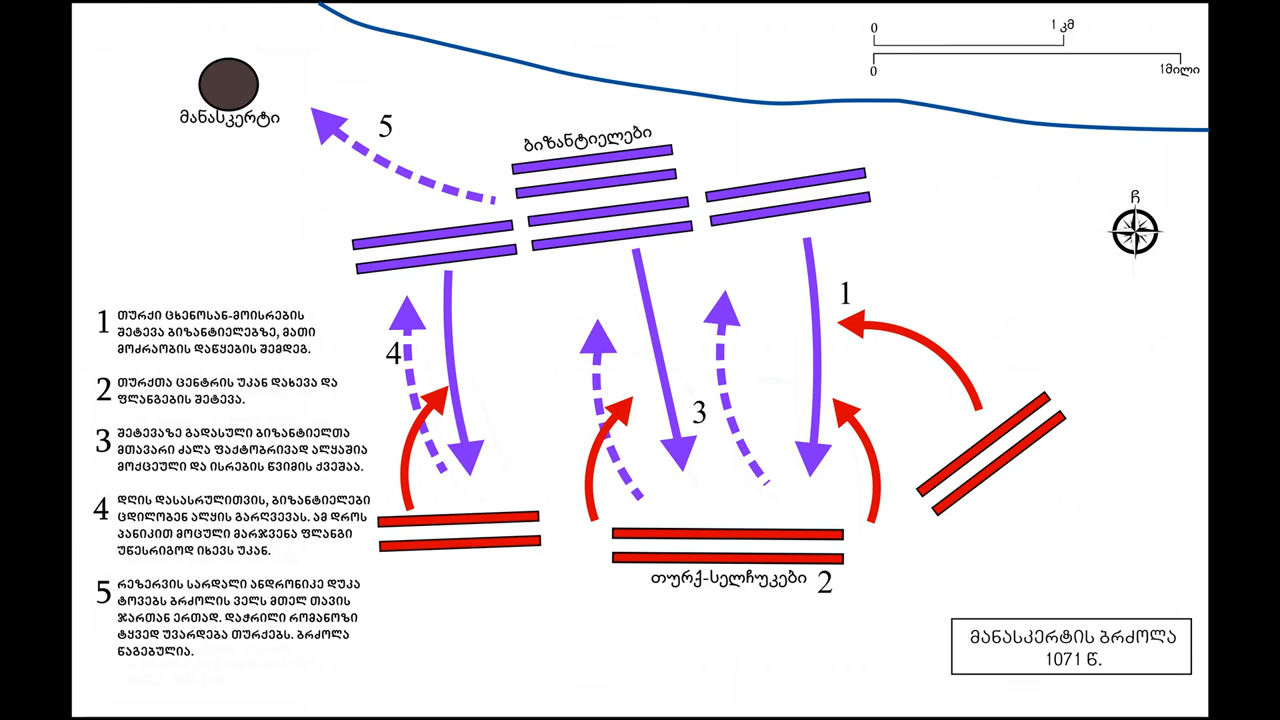 0
1 კმ
0
1მილი
მანასკერტი
5
ბიზანტიელები
ჩ
1
4
3
1 თურქი ცხენოსან-მოისრების
შეტევა ბიზანტიელებზე, მათი
მოძრაობის დაწყების შემდეგ.
2 თურქთა ცენტრის უკან დახევა და
ფლანგების შეტევა.
3 შეტევაზე გადასული ბიზანტიელთა
მთავარი ძალა ფაქტობრივად ალყაშია
მოქცეული და ისრების წვიმის ქვეშაა.
4 დღის დასასრულითვის, ბიზანტიელები
ცდილობენ ალყის გარღვევას. ამ დროს
პანიკით მოცული მარჯვენა ფლანგი
უწესრიგოდ იხევს უკან.
5 რეზერვის სარდალი ანდრონიკე დუკა
ტოვებს ბრძოლის ველს მთელ თავის
ჯართან ერთად. დაჭრილი რომანოზი
ტყვედ უვარდება თურქებს. ბრძოლა
წაგებულია.
თურქ-სელჩუკები 2
მანასკერტის ბრძოლა
1071 წ.